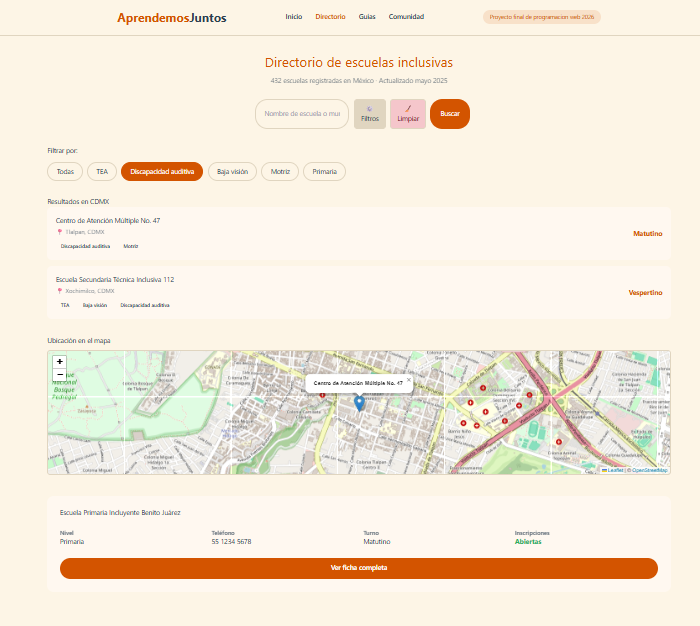 AprendemosJuntos
Inicio Directorio Guias Comunidad
Proyecto final de programacion web 2026
Directorio de escuelas inclusivas
432 escuelas registradas en México · Actualizado mayo 2025
Nombre de escuela o mu
Filtros
Limpiar
Buscar
Filtrar por:
Todas TEA Discapacidad auditiva Baja visión Motriz Primaria
Resultados en CDMX
Centro de Atención Múltiple No. 47
Tlalpan, CDMX
Discapacidad auditiva Motriz
Matutino
Escuela Secundaria Técnica Inclusiva 112
Xochimilco, CDMX
TEA Baja visión Discapacidad auditiva
Vespertino
Ubicación en el mapa
+
−
Centro de Atención Múltiple No. 47
×
Bosque
Pedregal
Leaflet | © OpenStreetMap
Escuela Primaria Incluyente Benito Juárez
Nivel Teléfono Turno Inscripciones
Primaria 55 1234 5678 Matutino Abiertas
Ver ficha completa